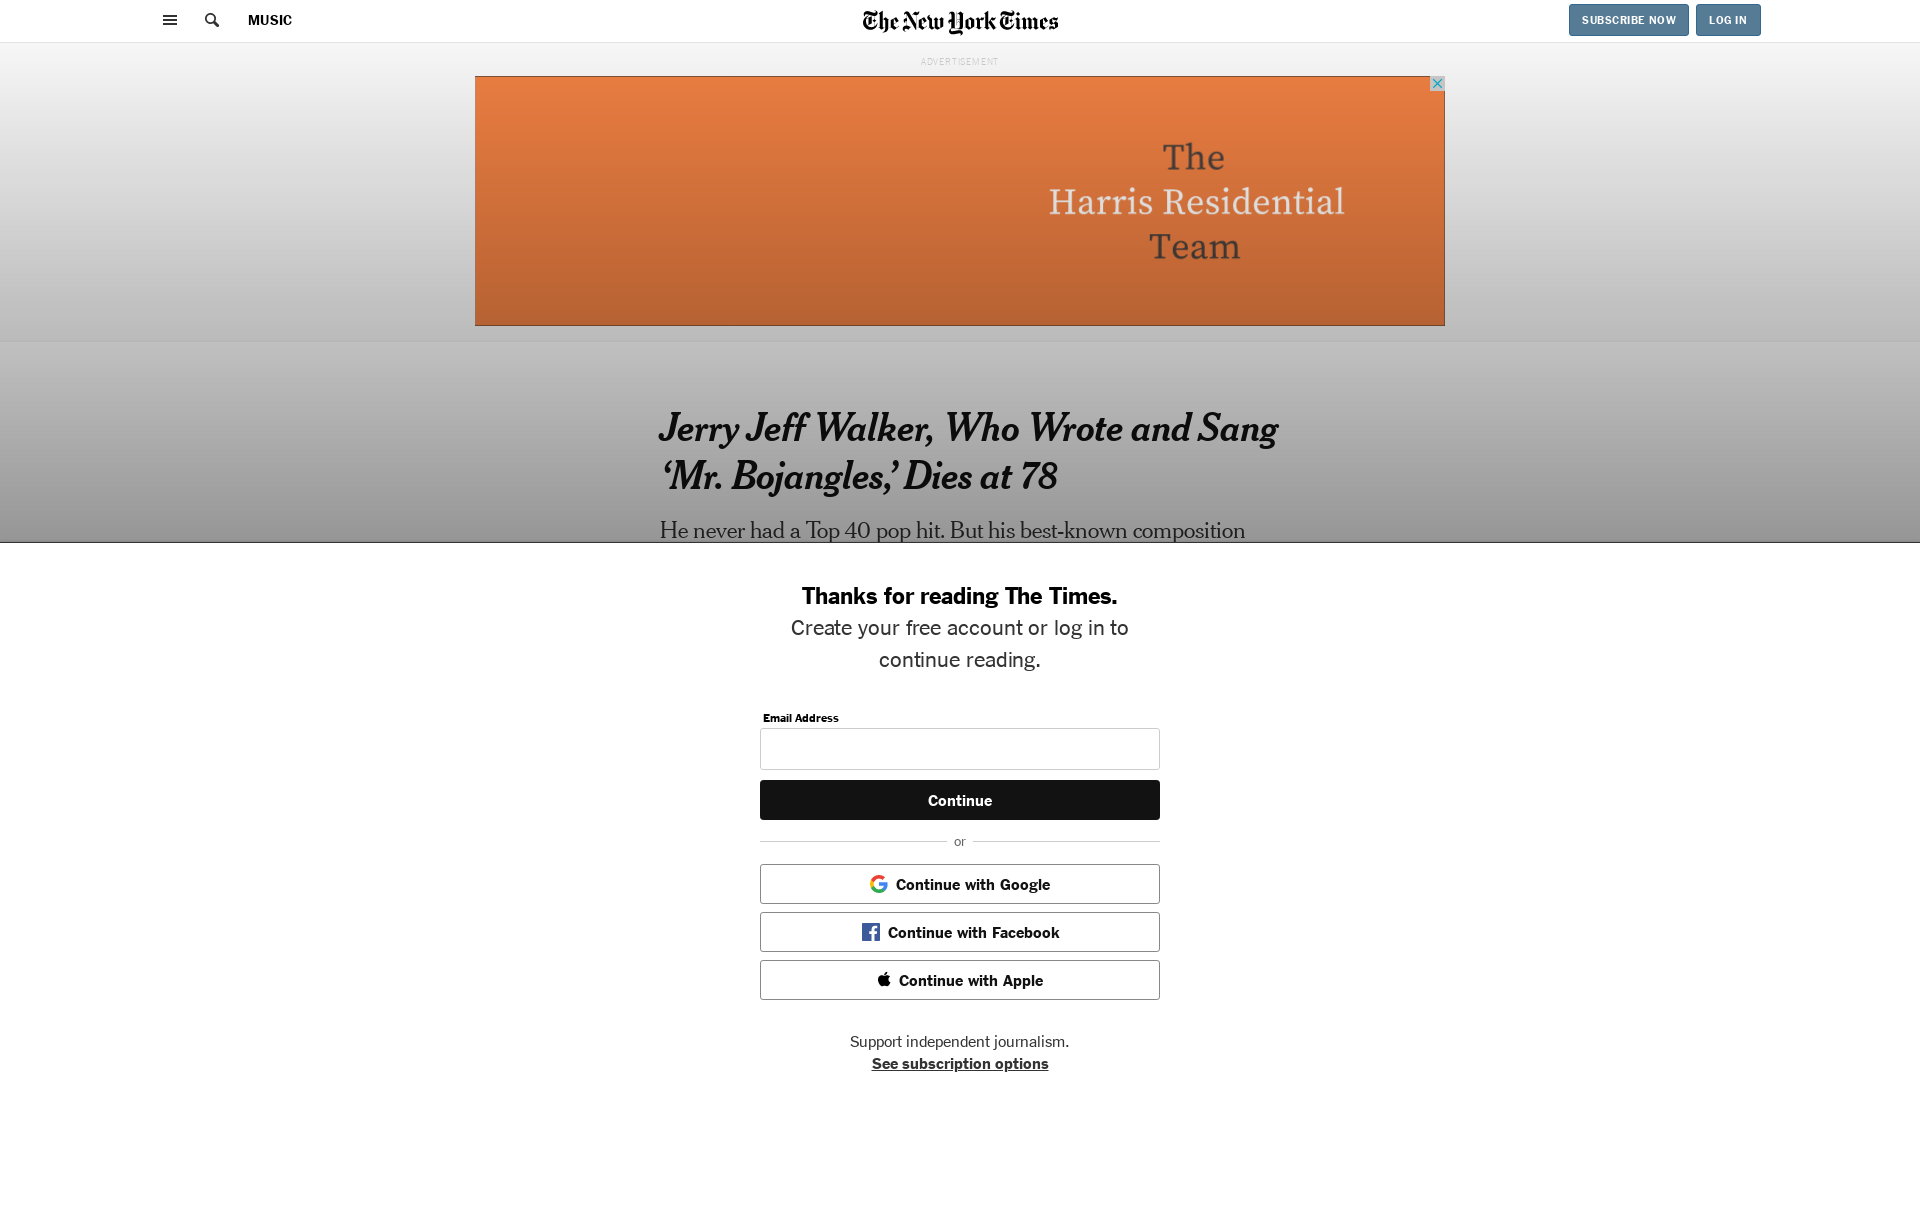 MUSIC
The New York Times
SUBSCRIBE NOW
LOG IN
ADVERTISEMENT
The
Harris Residential
Team
Jerry Jeff Walker, Who Wrote and Sang
‘Mr. Bojangles,’ Dies at 78
He never had a Top 40 pop hit. But his best-known composition
Thanks for reading The Times.
Create your free account or log in to
continue reading.
Email Address
Continue
or
Continue with Google
Continue with Facebook
Continue with Apple
Support independent journalism.
See subscription options